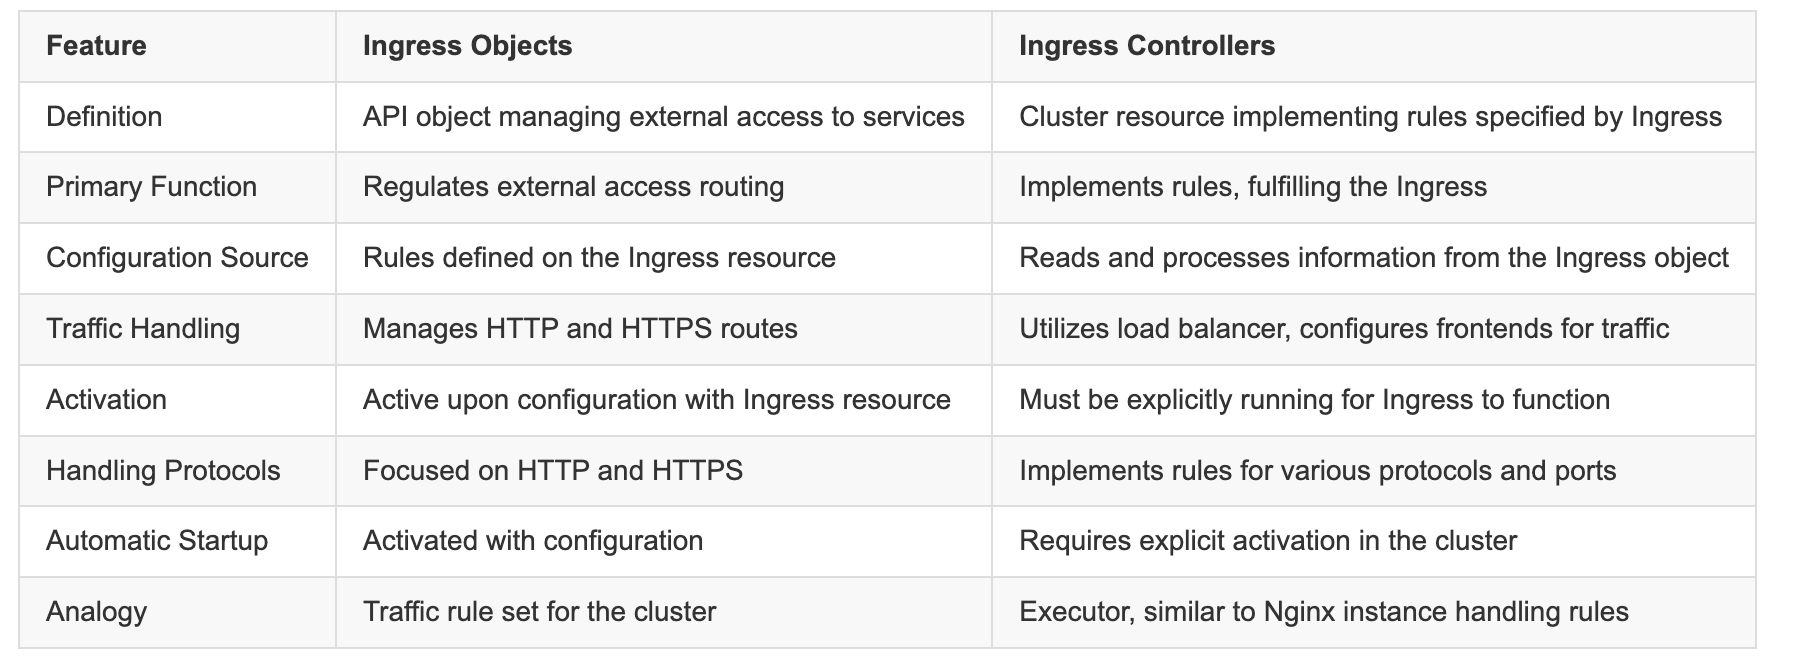 Feature Ingress Objects Ingress Controllers
Definition API object managing external access to services Cluster resource implementing rules specified by Ingress
Primary Function Regulates external access routing Implements rules, fulfilling the Ingress
Configuration Source Rules defined on the Ingress resource Reads and processes information from the Ingress object
Traffic Handling Manages HTTP and HTTPS routes Utilizes load balancer, configures frontends for traffic
Activation Active upon configuration with Ingress resource Must be explicitly running for Ingress to function
Handling Protocols Focused on HTTP and HTTPS Implements rules for various protocols and ports
Automatic Startup Activated with configuration Requires explicit activation in the cluster
Analogy Traffic rule set for the cluster Executor, similar to Nginx instance handling rules